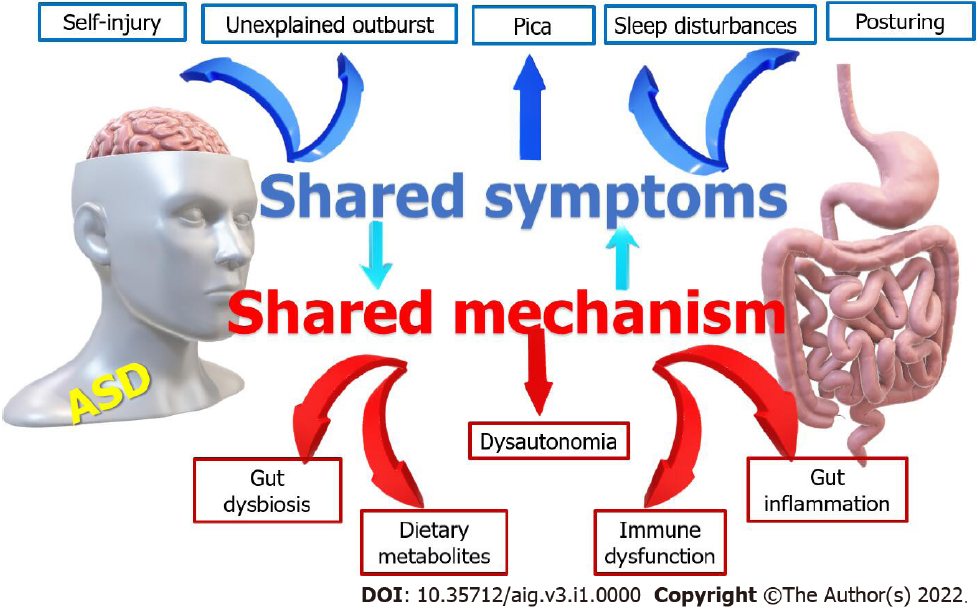 Self-injury
Unexplained outburst
Pica
Sleep disturbances
Posturing
Shared symptoms
Shared mechanism
ASD
Dysautonomia
Gut
dysbiosis
Gut
inflammation
Dietary
metabolites
Immune
dysfunction
DOI: 10.35712/aig.v3.i1.0000 Copyright ©The Author(s) 2022.